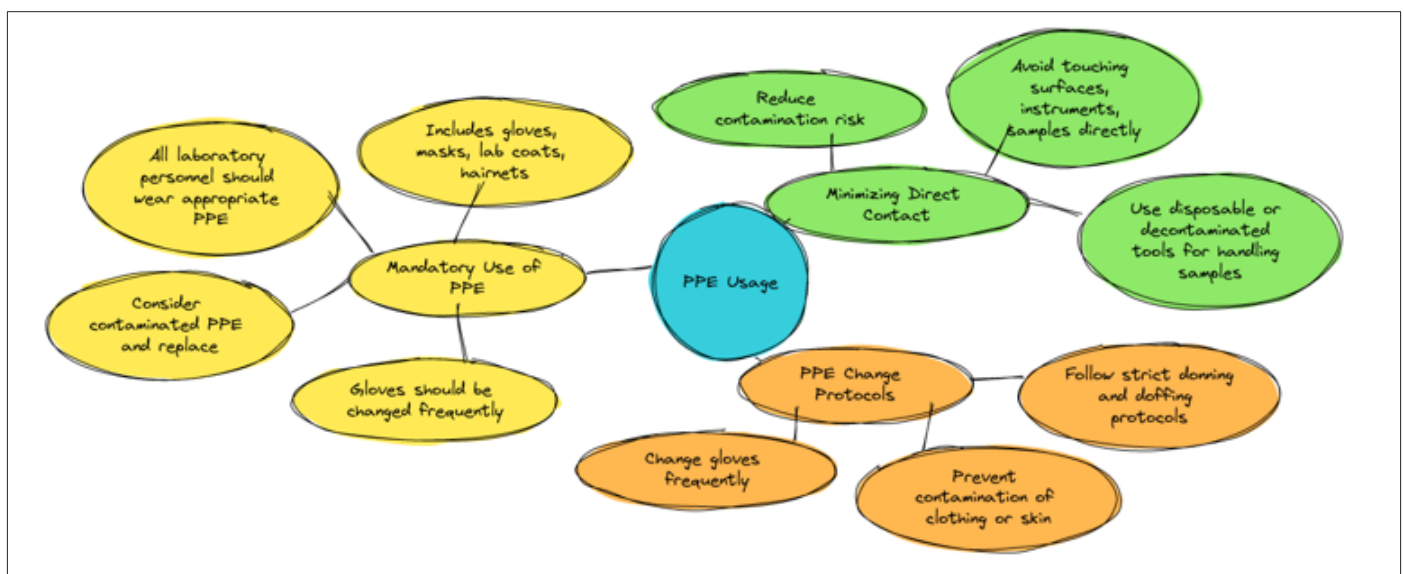 All laboratory
personnel should
wear appropriate
PPE
Includes gloves,
masks, lab coats,
hairnets
Mandatory Use of
PPE
Consider
contaminated PPE
and replace
Gloves should be
changed frequently
PPE Usage
Reduce
contamination risk
Avoid touching
surfaces,
instruments,
samples directly
Minimizing Direct
Contact
Use disposable or
decontaminated
tools for handling
samples
PPE Change
Protocols
Follow strict donning
and doffing
protocols
Change gloves
frequently
Prevent
contamination of
clothing or skin